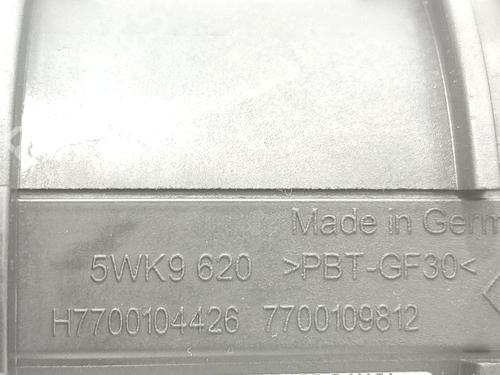 Made in Germ
5WK9 620 >PBT-GF30<
H7700104426 7700109812